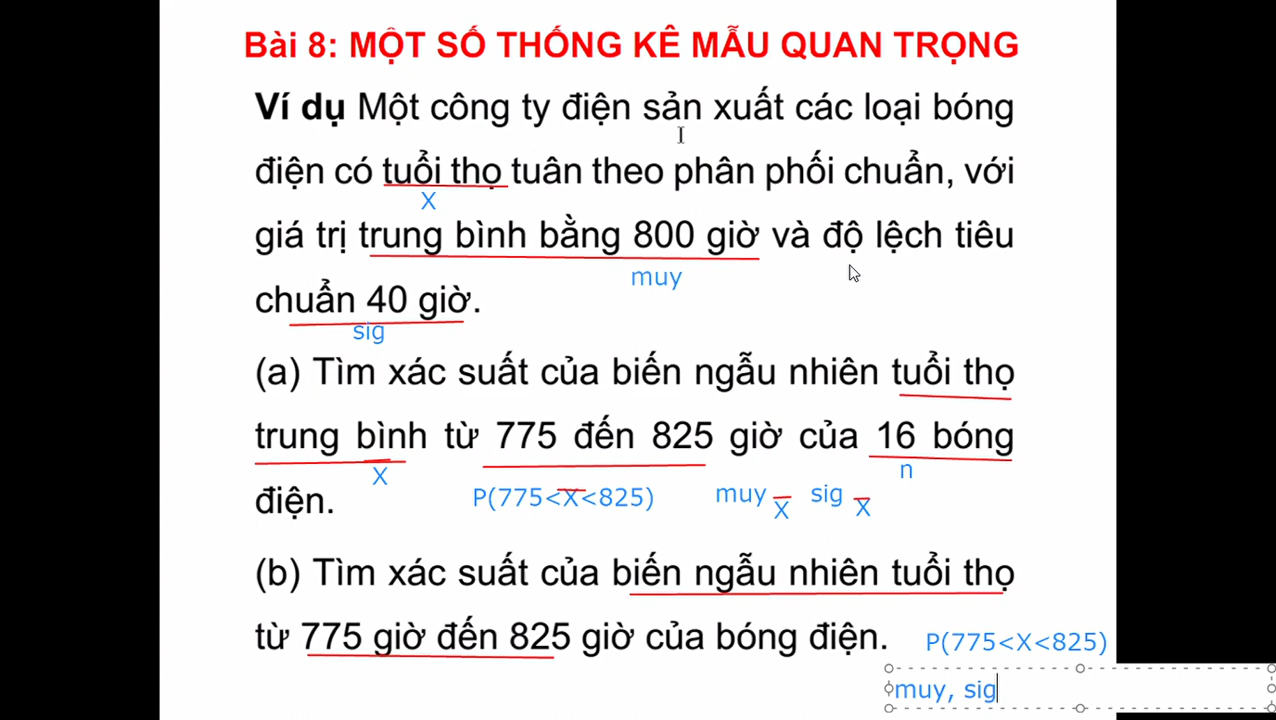 Bài 8: MỘT SỐ THỐNG KÊ MẪU QUAN TRỌNG
Ví dụ Một công ty điện sản xuất các loại bóng
điện có tuổi thọ tuân theo phân phối chuẩn, với
X
giá trị trung bình bằng 800 giờ và độ lệch tiêu
muy
chuẩn 40 giờ.
sig
(a) Tìm xác suất của biến ngẫu nhiên tuổi thọ
trung bình từ 775 đến 825 giờ của 16 bóng
X n
điện. P(775<X<825) muy X sig X
(b) Tìm xác suất của biến ngẫu nhiên tuổi thọ
từ 775 giờ đến 825 giờ của bóng điện. P(775<X<825)
muy, sig